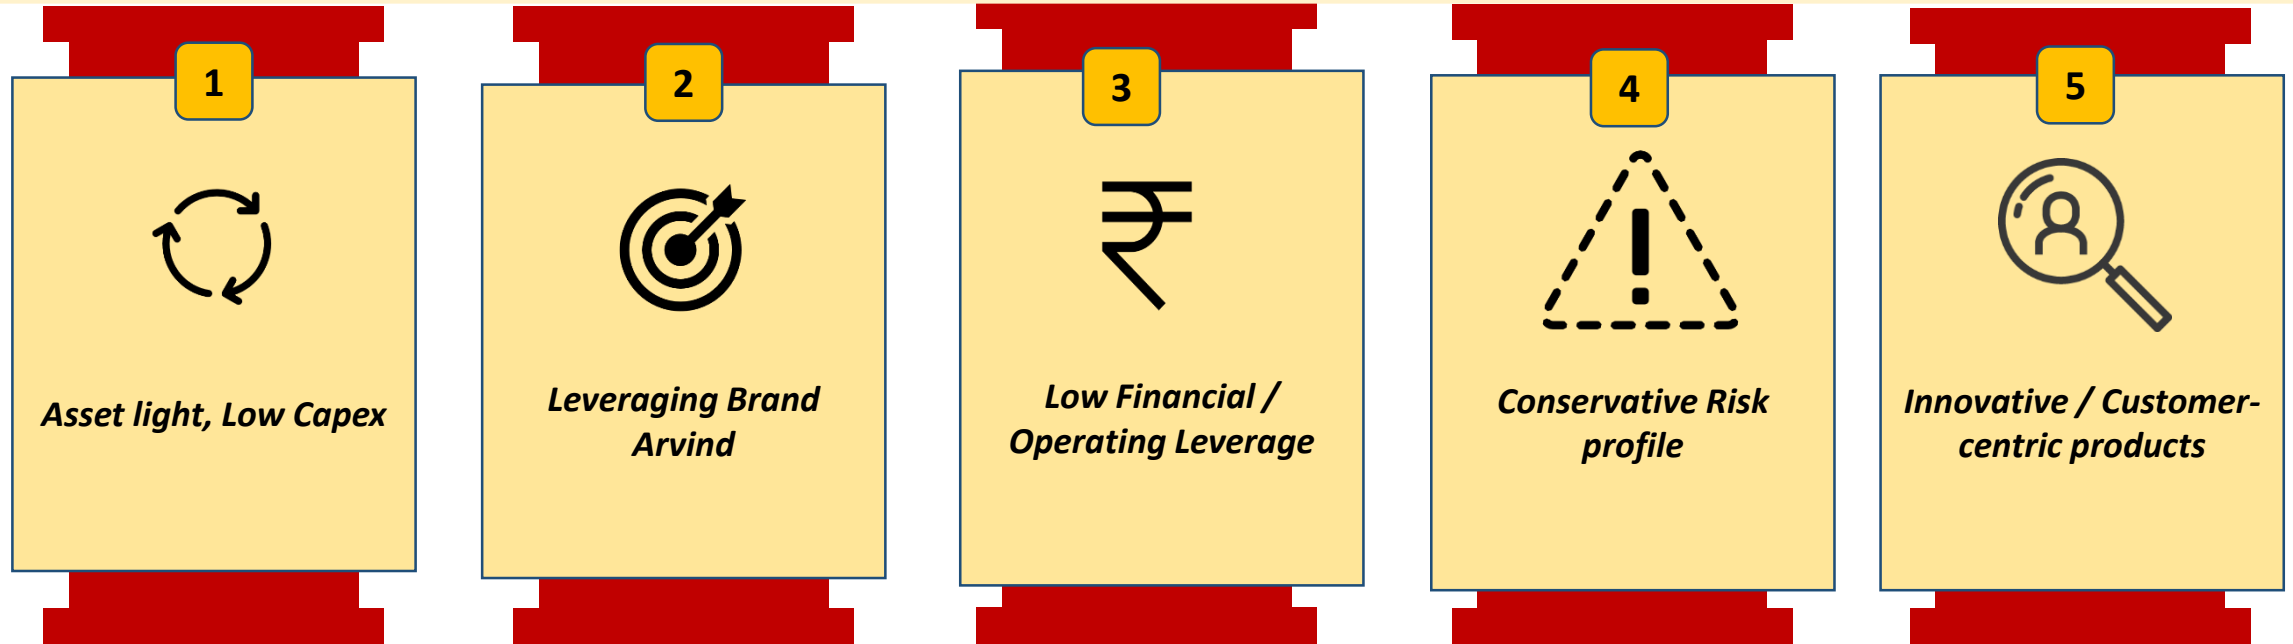 1
Asset light, Low Capex
2
Leveraging Brand
Arvind
3
₹
Low Financial /
Operating Leverage
4
!
Conservative Risk
profile
5
Innovative / Customer-
centric products